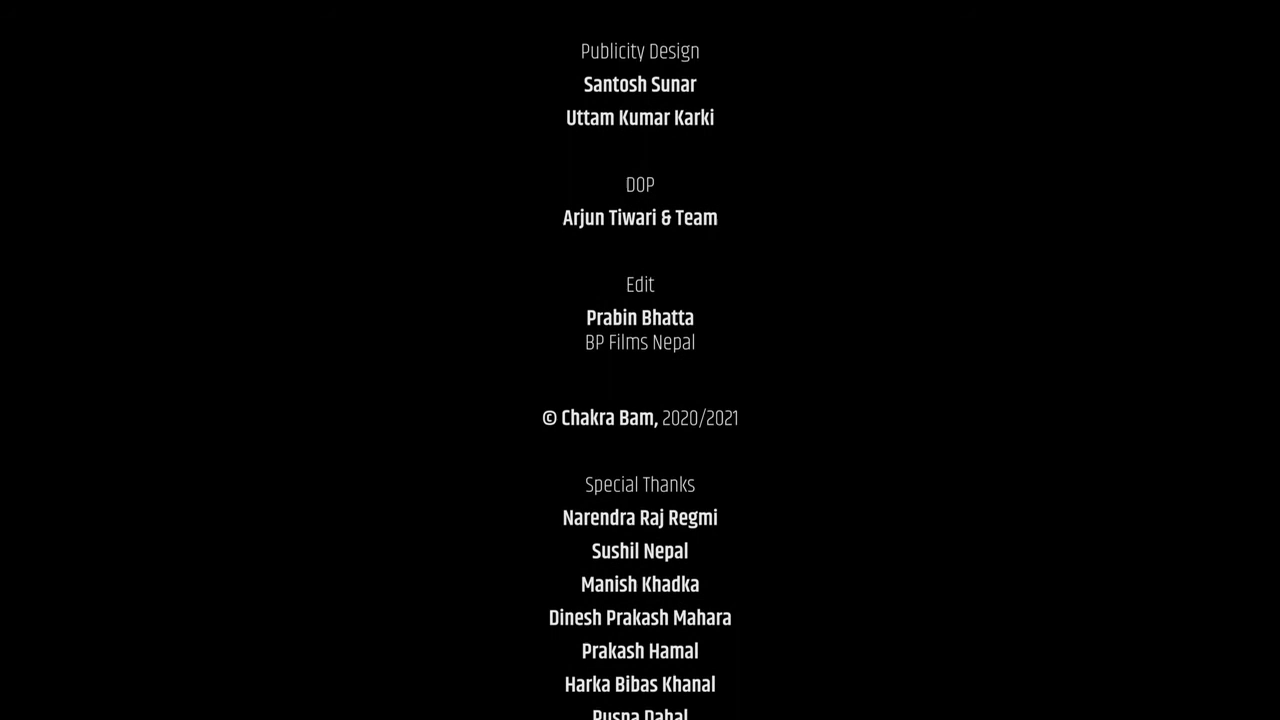 Publicity Design
Santosh Sunar
Uttam Kumar Karki
DOP
Arjun Tiwari & Team
Edit
Prabin Bhatta
BP Films Nepal
© Chakra Bam, 2020/2021
Special Thanks
Narendra Raj Regmi
Sushil Nepal
Manish Khadka
Dinesh Prakash Mahara
Prakash Hamal
Harka Bibas Khanal
Puspa Dahal